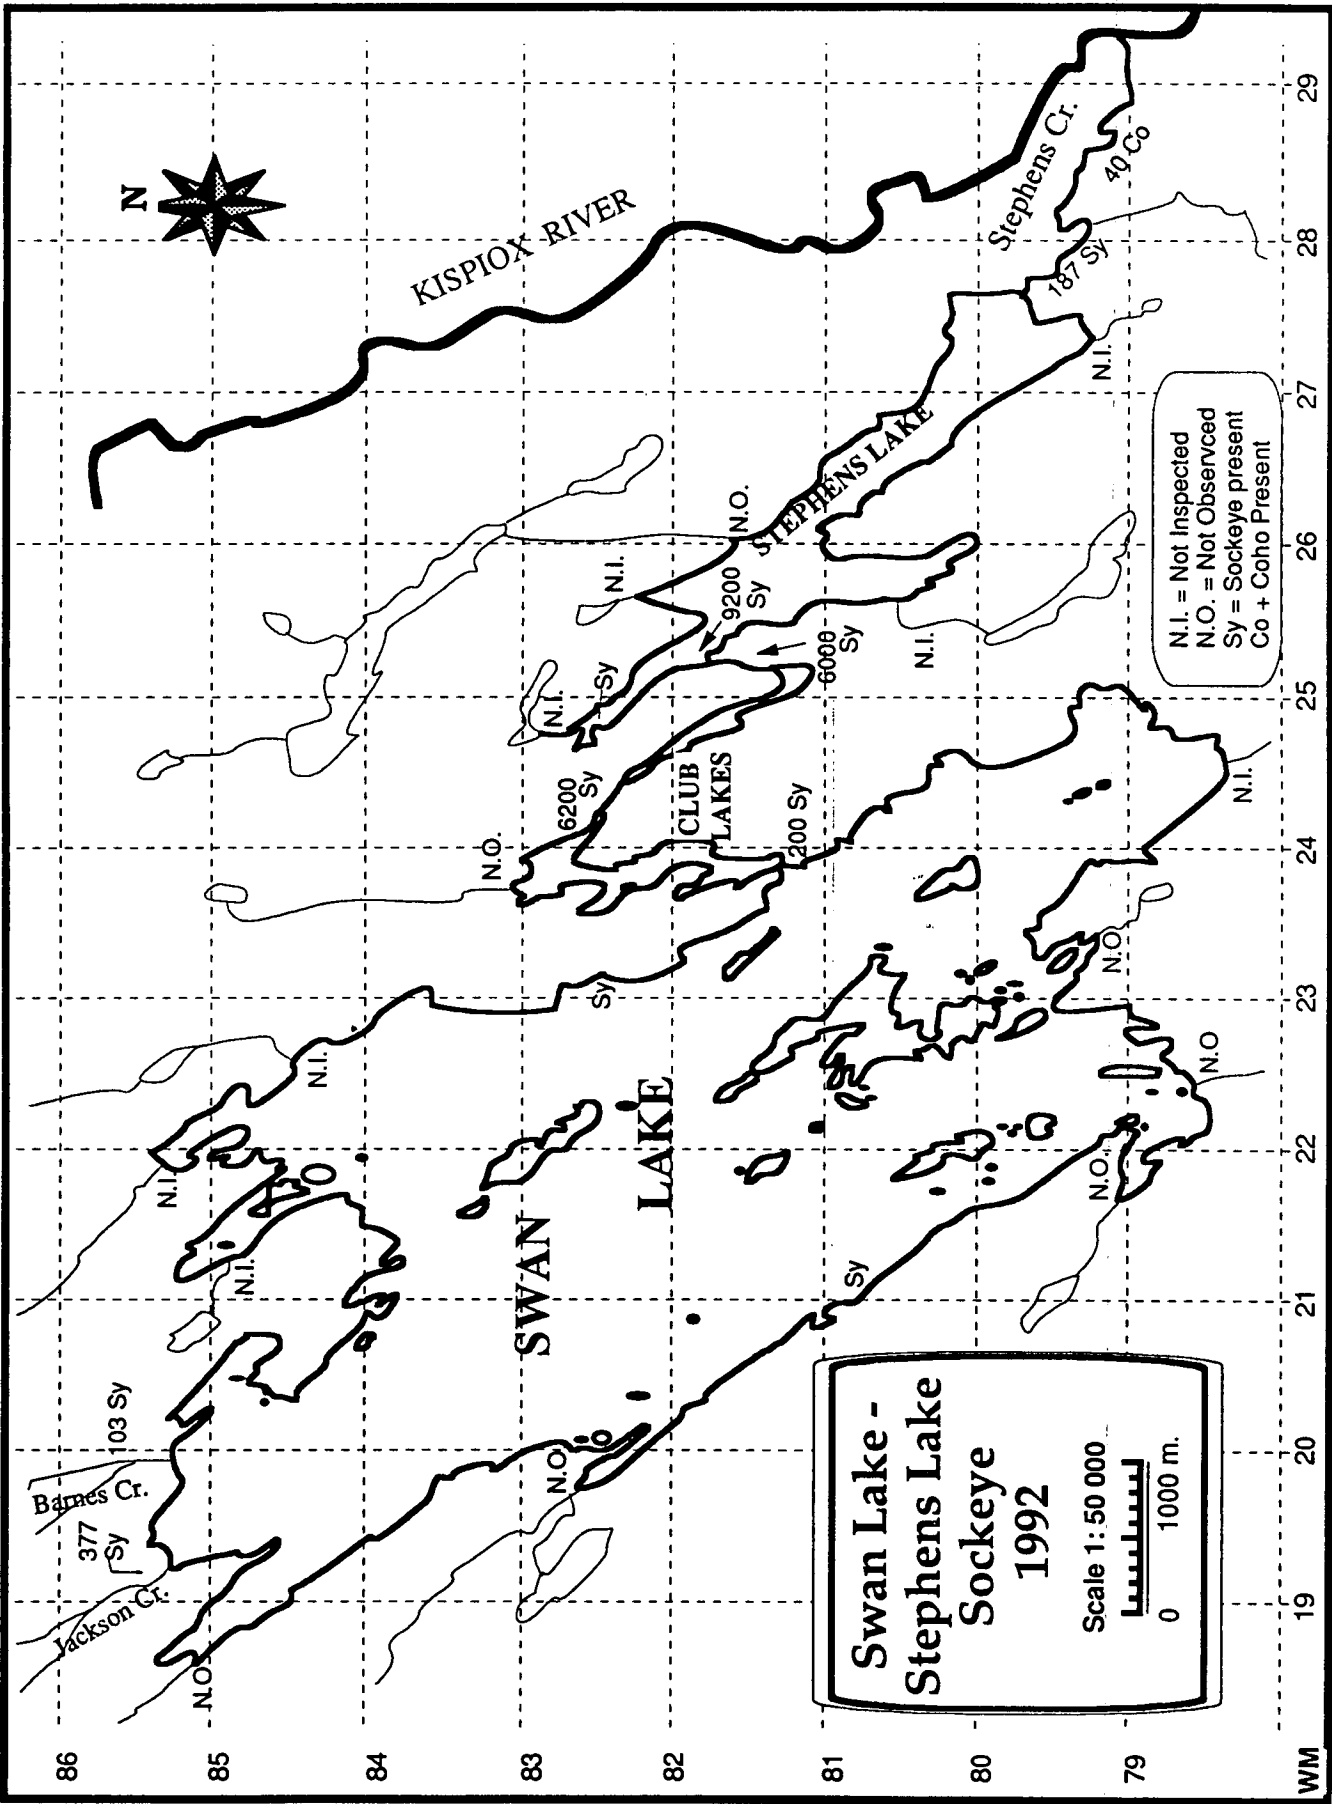 N
KISPIOX RIVER
Stephens Cr.
40 Co
187 Sy
N.I.
STEPHENS LAKE
N.O.
N.I.
9200
Sy
6000
Sy
N.I.
Sy
N.I.
6200
Sy
CLUB
LAKES
200 Sy
N.O.
N.I.
N.O.
N.O
N.O.
Sy
Sy
N.I.
N.I.
N.I.
SWAN
LAKE
N.O.
103 Sy
Barnes Cr.
377
Sy
Jackson Cr.
N.O.
N.I. = Not Inspected
N.O. = Not Observced
Sy = Sockeye present
Co + Coho Present
Swan Lake -
Stephens Lake
Sockeye
1992
Scale 1:50 000
0 1000 m.
86
85
84
83
82
81
80
79
WM
19
20
21
22
23
24
25
26
27
28
29